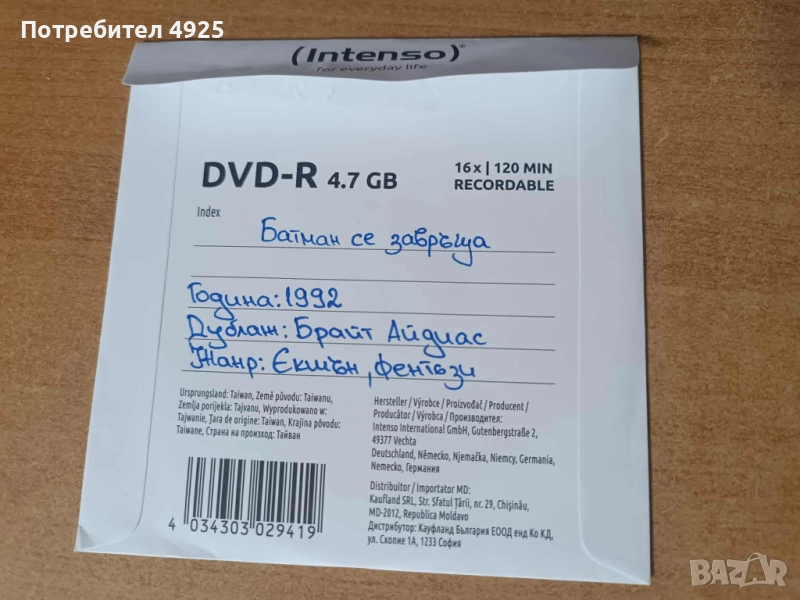 Потребител 4925
(Intenso)®
for everyday life
DVD-R 4.7 GB
16x | 120 MIN
RECORDABLE
Index
Батман се завръща
Година: 1992
Дублаж: Брайт Айдиас
Жанр: Екшън, фентъзи
Ursprungsland: Taiwan, Země původu: Taiwanu,
Zemlja porijekla: Tajvanu, Wyprodukowano w:
Tajwanie, Ţara de origine: Taiwan, Krajina pôvodu:
Taiwane, Страна на произход: Тайван
Hersteller / Výrobce / Proizvođač / Producent /
Producător / Výrobca / Производител:
Intenso International GmbH, Gutenbergstraße 2,
49377 Vechta
Deutschland, Německo, Njemačka, Niemcy, Germania,
Nemecko, Германия
Distribuitor / Importator MD:
Kaufland SRL, Str. Sfatul Țării, nr. 29, Chișinău,
MD-2012, Republica Moldavo
Дистрибутор: Кауфланд България ЕООД енд Ко КД,
ул. Скопие 1А, 1233 София
4 034303 029419
BAZAR